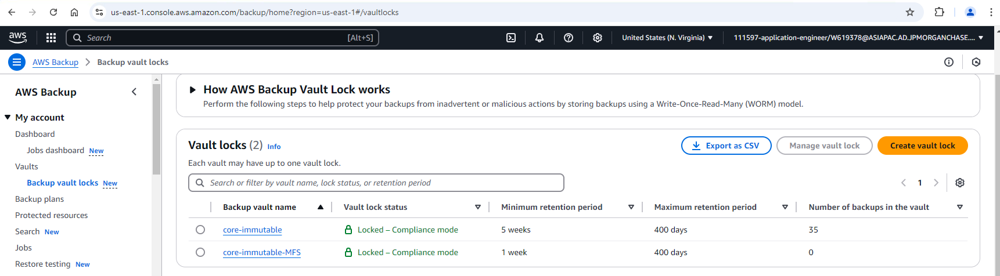 us-east-1.console.aws.amazon.com/backup/home?region=us-east-1#/vaultlocks
aws
Search [Alt+S]
United States (N. Virginia)
111597-application-engineer/W619378@ASIAPAC.AD.JPMORGANCHASE....
AWS Backup
Backup vault locks
AWS Backup
My account
Dashboard
Jobs dashboard New
Vaults
Backup vault locks New
Backup plans
Protected resources
Search New
Jobs
Restore testing New
How AWS Backup Vault Lock works
Perform the following steps to help protect your backups from inadvertent or malicious actions by storing backups using a Write-Once-Read-Many (WORM) model.
Vault locks (2) Info
Export as CSV
Manage vault lock
Create vault lock
Each vault may have up to one vault lock.
Search or filter by vault name, lock status, or retention period
1
Backup vault name Vault lock status Minimum retention period Maximum retention period Number of backups in the vault
core-immutable Locked – Compliance mode 5 weeks 400 days 35
core-immutable-MFS Locked – Compliance mode 1 week 400 days 0